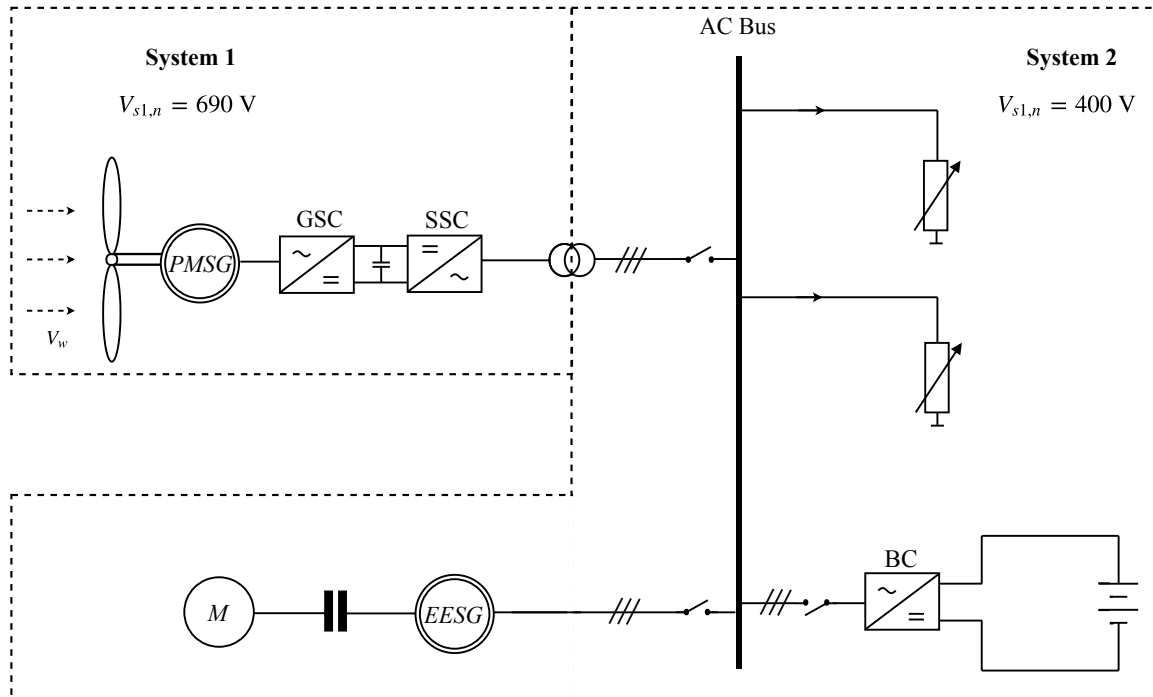 AC Bus
System 1
System 2
V_{s1,n} = 690 V
V_{s1,n} = 400 V
GSC
SSC
PMSG
V_w
BC
M
EESG